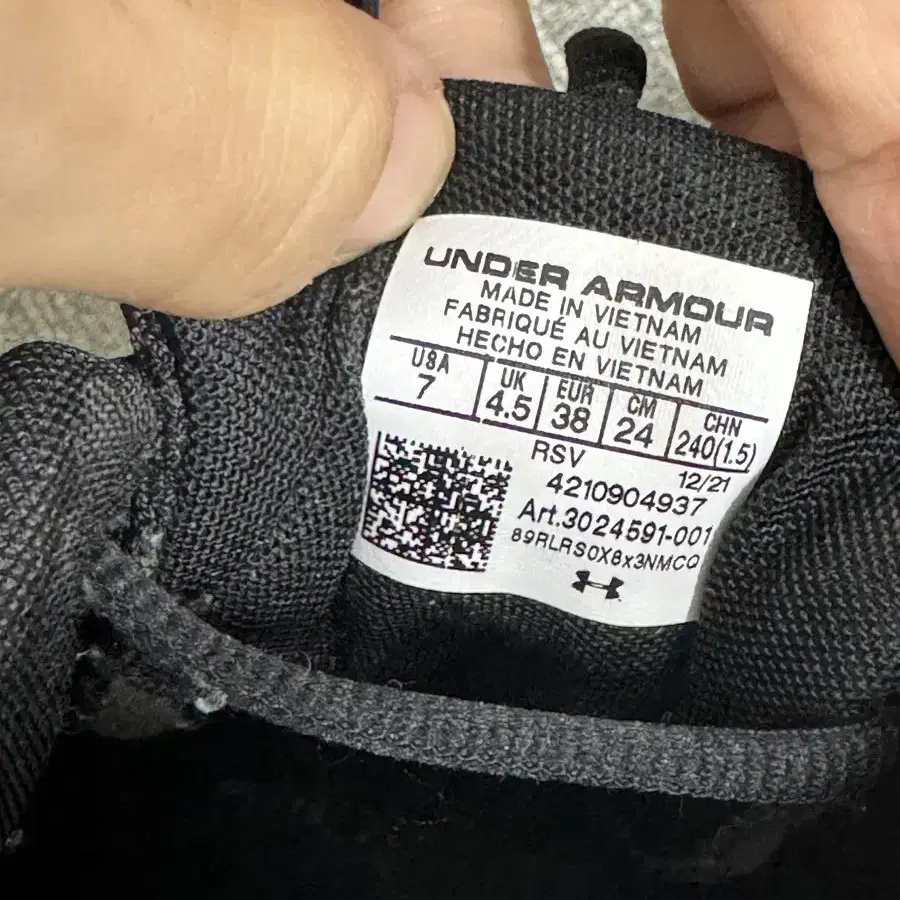 UNDER ARMOUR
MADE IN VIETNAM
FABRIQUÉ AU VIETNAM
HECHO EN VIETNAM
USA UK EUR CM CHN
7 4.5 38 24 240(1.5)
RSV 12/21
4210904937
Art.3024591-001
89RLRS0X8x3NMCQ